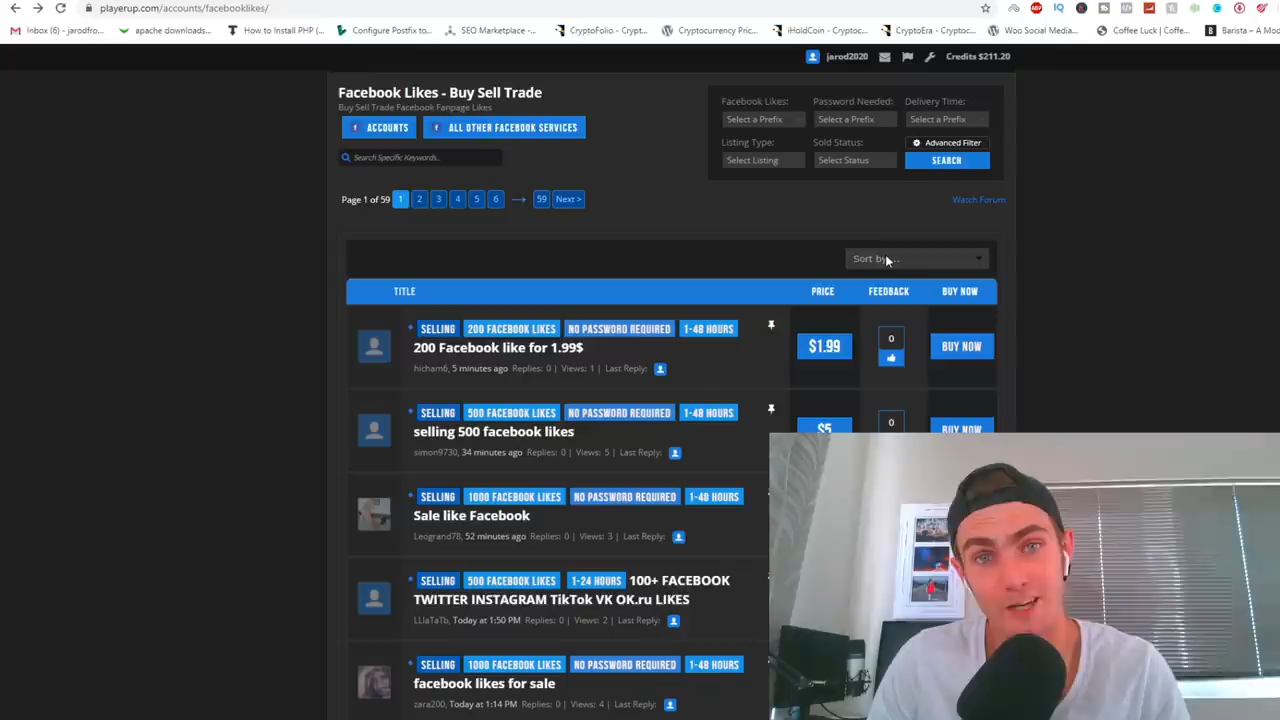 playerup.com/accounts/facebooklikes/
Inbox (6) - jarodfro...
apache downloads...
How to Install PHP (...
Configure Postfix to...
SEO Marketplace -...
CryptoFolio - Crypt...
Cryptocurrency Pric...
iHoldCoin - Cryptoc...
CryptoEra - Cryptoc...
Woo Social Media...
Coffee Luck | Coffe...
Barista – A Mod
jarod2020
Credits $211.20
Facebook Likes - Buy Sell Trade
Buy Sell Trade Facebook Fanpage Likes
ACCOUNTS
ALL OTHER FACEBOOK SERVICES
Search Specific Keywords..
Facebook Likes: Password Needed: Delivery Time:
Select a Prefix Select a Prefix Select a Prefix
Listing Type: Sold Status: Advanced Filter
Select Listing Select Status SEARCH
Page 1 of 59 1 2 3 4 5 6 → 59 Next >
Watch Forum
Sort by...
TITLE PRICE FEEDBACK BUY NOW
SELLING 200 FACEBOOK LIKES NO PASSWORD REQUIRED 1-48 HOURS
200 Facebook like for 1.99$
hicham6, 5 minutes ago Replies: 0 | Views: 1 | Last Reply:
$1.99 0 BUY NOW
SELLING 500 FACEBOOK LIKES NO PASSWORD REQUIRED 1-48 HOURS
selling 500 facebook likes
simon9730, 34 minutes ago Replies: 0 | Views: 5 | Last Reply:
$5 0 BUY NOW
SELLING 1000 FACEBOOK LIKES NO PASSWORD REQUIRED 1-48 HOURS
Sale like Facebook
Leogrand78, 52 minutes ago Replies: 0 | Views: 3 | Last Reply:
SELLING 500 FACEBOOK LIKES 1-24 HOURS 100+ FACEBOOK
TWITTER INSTAGRAM TikTok VK OK.ru LIKES
LLIaTaTb, Today at 1:50 PM Replies: 0 | Views: 2 | Last Reply:
SELLING 1000 FACEBOOK LIKES NO PASSWORD REQUIRED 1-48 HOURS
facebook likes for sale
zara200, Today at 1:14 PM Replies: 0 | Views: 4 | Last Reply: